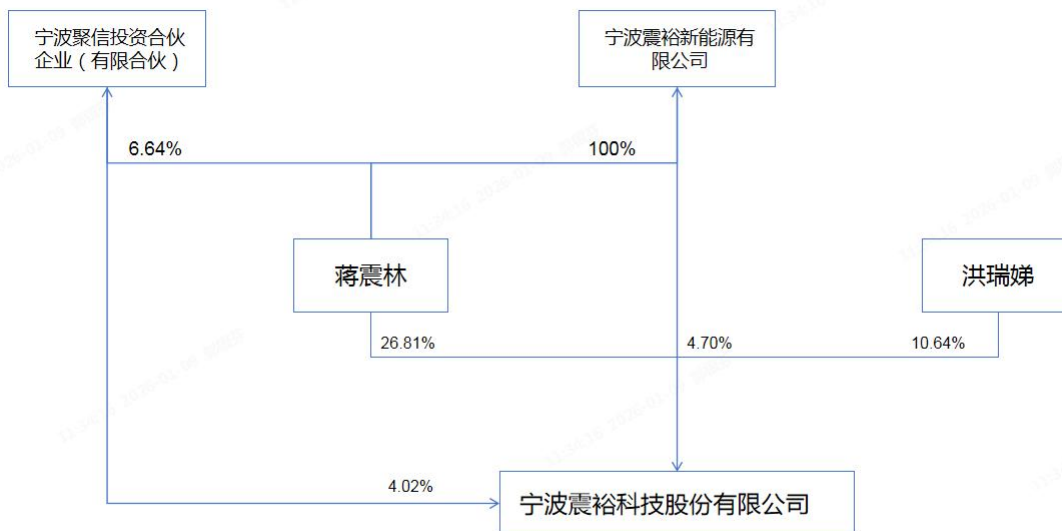 宁波聚信投资合伙
企业（有限合伙）
宁波震裕新能源有
限公司
6.64%
100%
蒋震林
洪瑞娣
26.81%
4.70%
10.64%
4.02%
宁波震裕科技股份有限公司